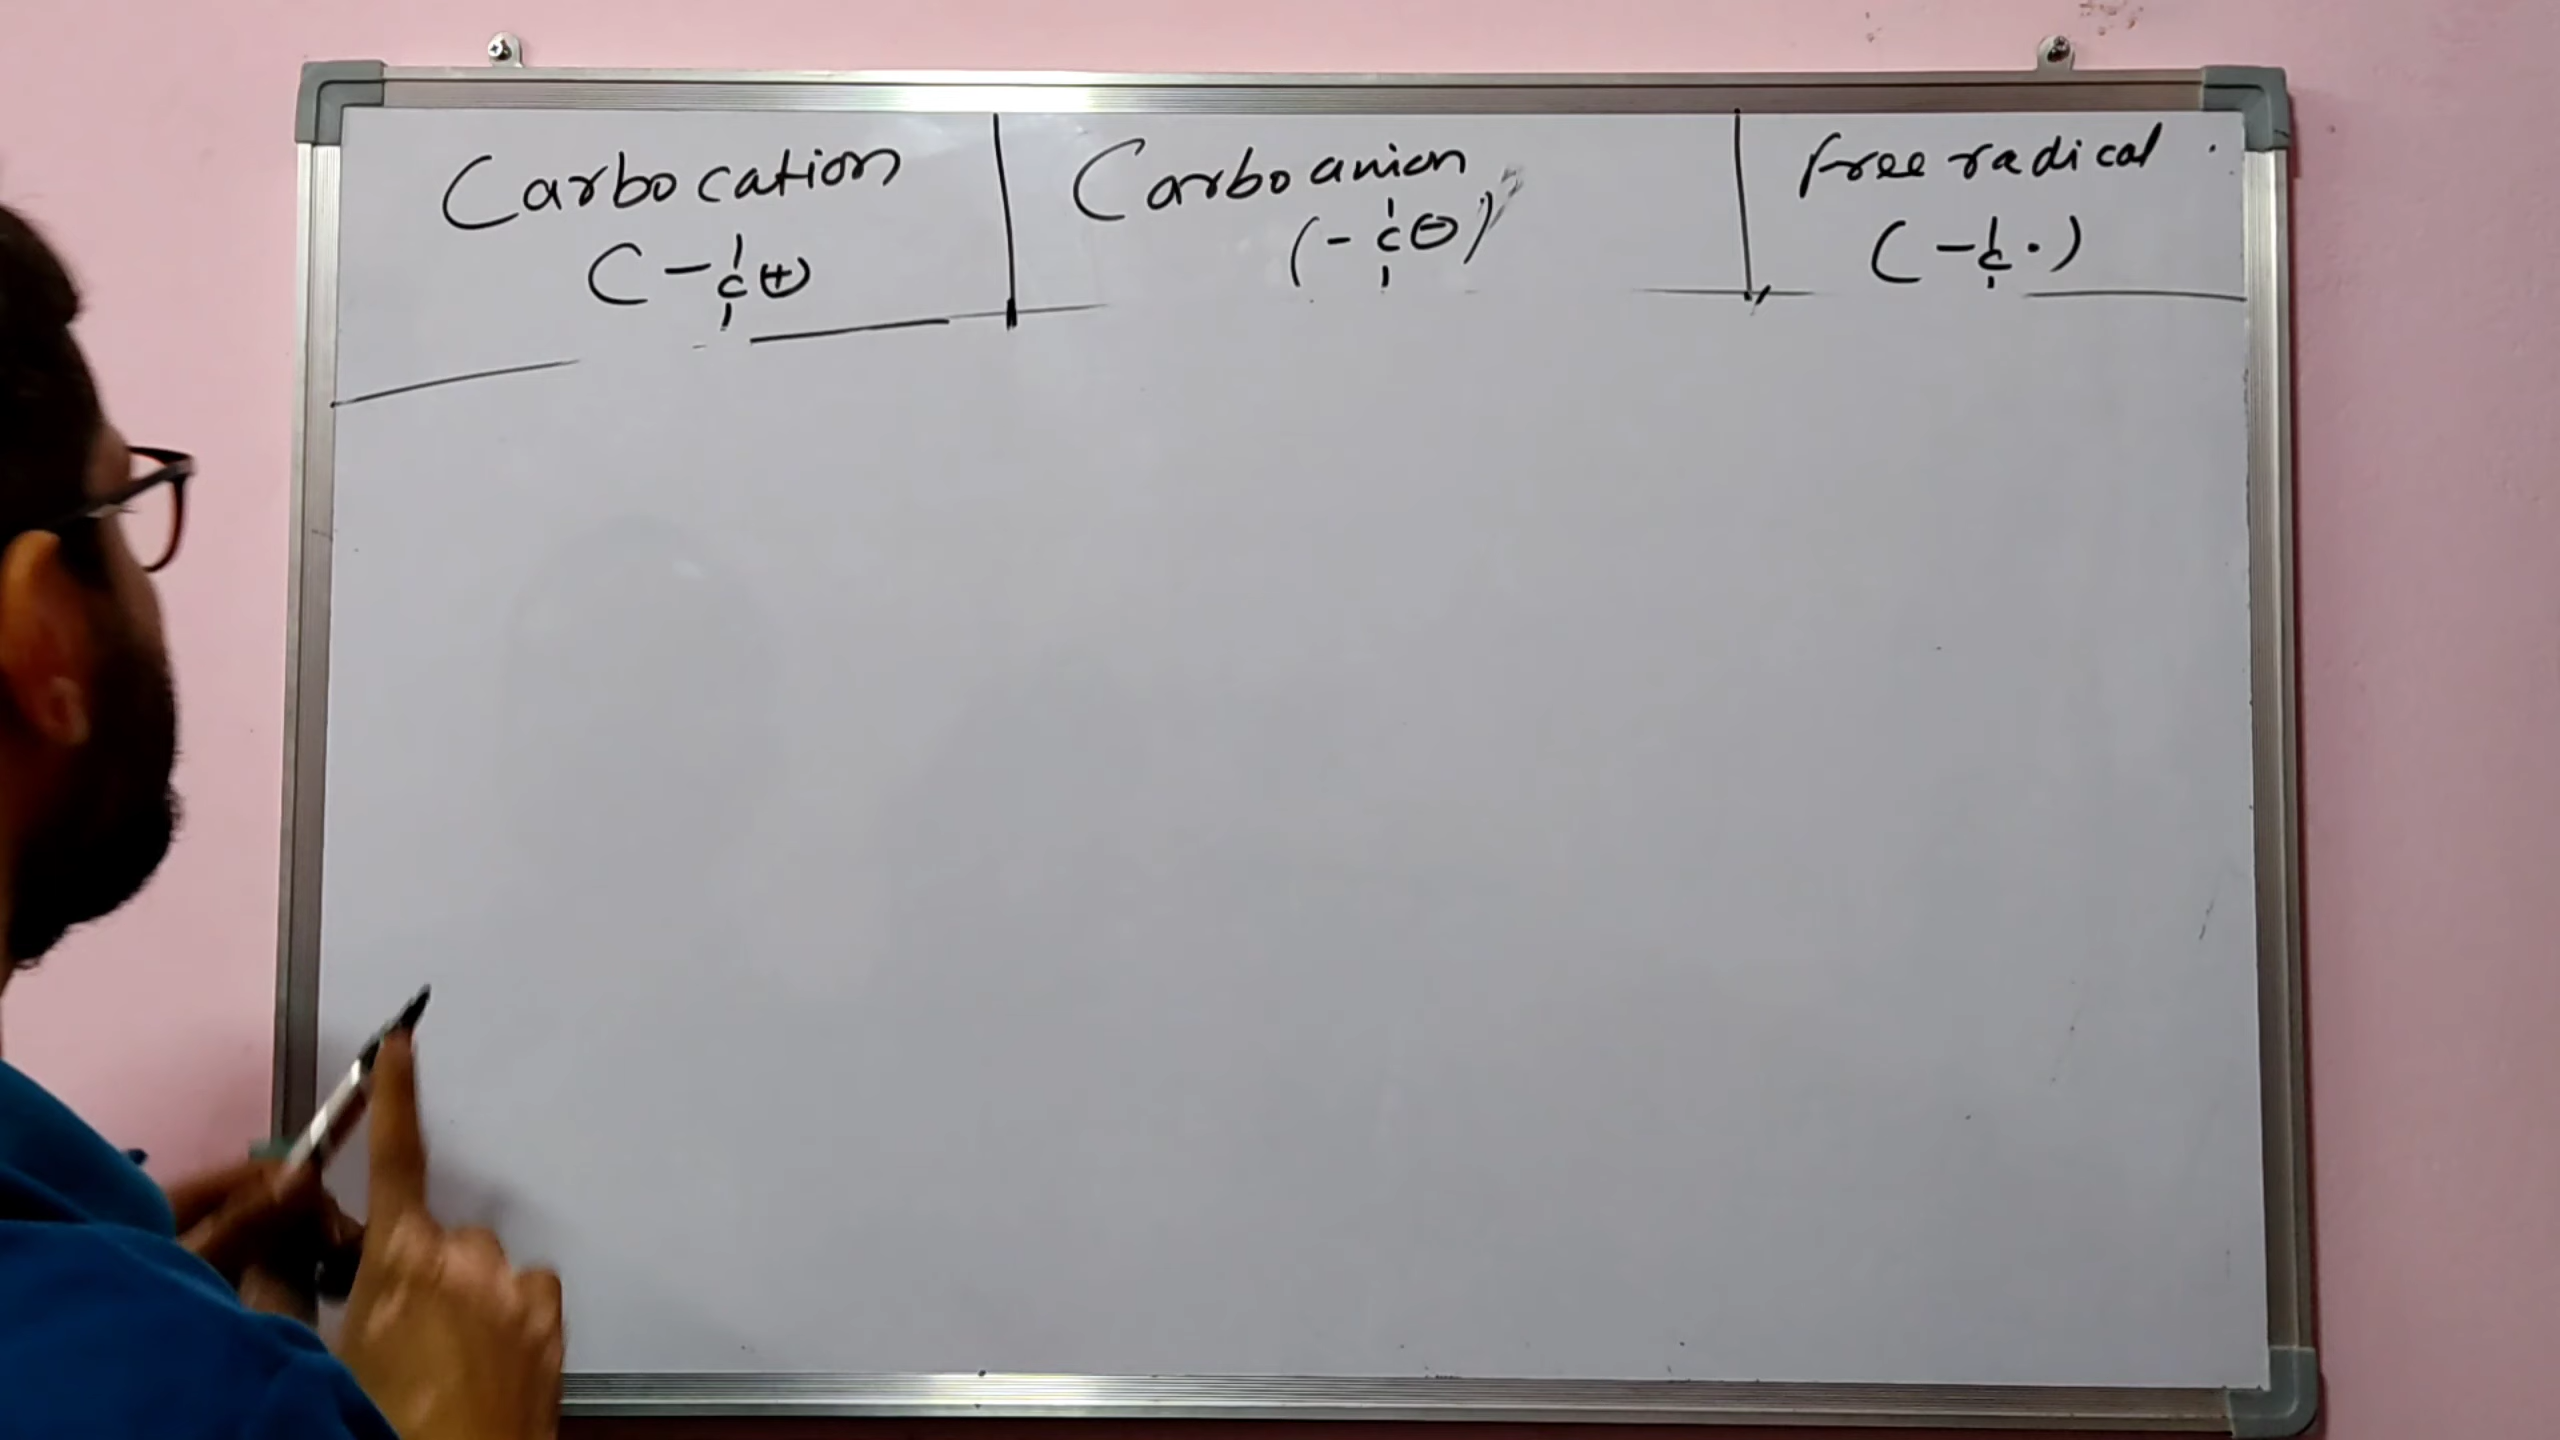 Carbocation
(-C⊕)
Carboanion
(-C⊖)
free radical
(-C·)